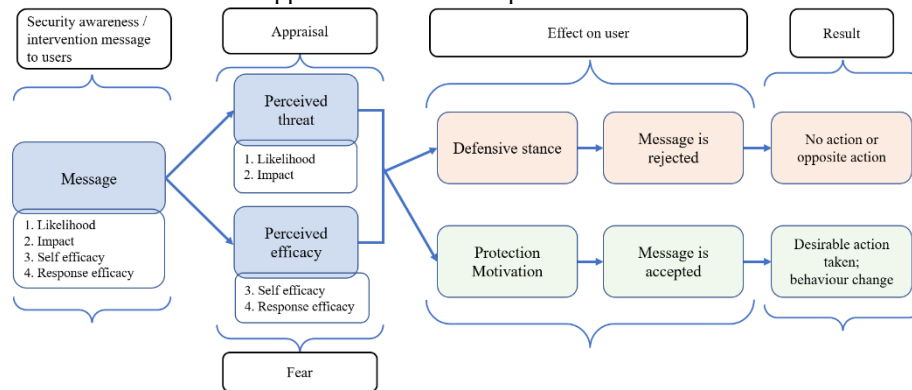 Security awareness /
intervention message
to users
Appraisal
Effect on user
Result
Perceived
threat
1. Likelihood
2. Impact
Defensive stance
Message is
rejected
No action or
opposite action
Message
1. Likelihood
2. Impact
3. Self efficacy
4. Response efficacy
Perceived
efficacy
3. Self efficacy
4. Response efficacy
Protection
Motivation
Message is
accepted
Desirable action
taken;
behaviour change
Fear